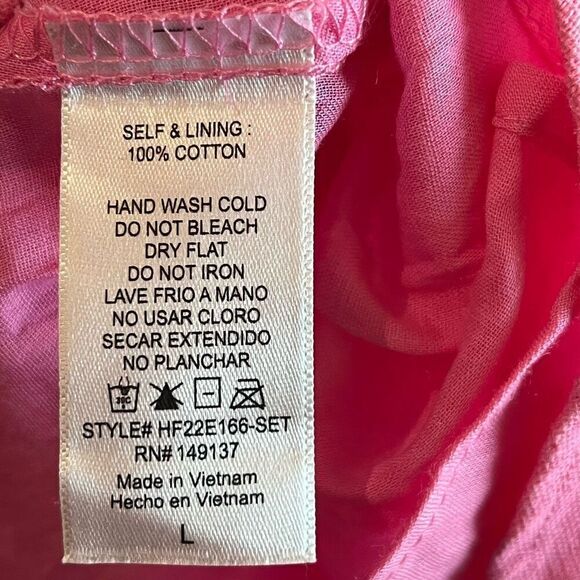 SELF & LINING :
100% COTTON
HAND WASH COLD
DO NOT BLEACH
DRY FLAT
DO NOT IRON
LAVE FRIO A MANO
NO USAR CLORO
SECAR EXTENDIDO
NO PLANCHAR
30C
STYLE# HF22E166-SET
RN# 149137
Made in Vietnam
Hecho en Vietnam
L